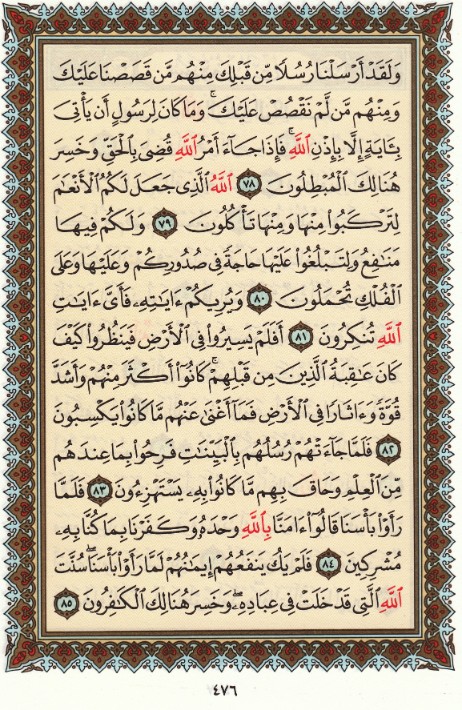 وَلَقَدْ أَرْسَلْنَا رُسُلًا مِّن قَبْلِكَ مِنْهُم مَّن قَصَصْنَا عَلَيْكَ
وَمِنْهُم مَّن لَّمْ نَقْصُصْ عَلَيْكَ ۗ وَمَا كَانَ لِرَسُولٍ أَن يَأْتِيَ
بِـَٔايَةٍ إِلَّا بِإِذْنِ ٱللَّهِ ۚ فَإِذَا جَآءَ أَمْرُ ٱللَّهِ قُضِىَ بِٱلْحَقِّ وَخَسِرَ
هُنَالِكَ ٱلْمُبْطِلُونَ ٧٨ ٱللَّهُ ٱلَّذِى جَعَلَ لَكُمُ ٱلْأَنْعَٰمَ
لِتَرْكَبُوا۟ مِنْهَا وَمِنْهَا تَأْكُلُونَ ٧٩ وَلَكُمْ فِيهَا
مَنَٰفِعُ وَلِتَبْلُغُوا۟ عَلَيْهَا حَاجَةً فِى صُدُورِكُمْ وَعَلَيْهَا وَعَلَى
ٱلْفُلْكِ تُحْمَلُونَ ٨٠ وَيُرِيكُمْ ءَايَٰتِهِۦ فَأَىَّ ءَايَٰتِ
ٱللَّهِ تُنكِرُونَ ٨١ أَفَلَمْ يَسِيرُوا۟ فِى ٱلْأَرْضِ فَيَنظُرُوا۟ كَيْفَ
كَانَ عَٰقِبَةُ ٱلَّذِينَ مِن قَبْلِهِمْ ۚ كَانُوٓا۟ أَكْثَرَ مِنْهُمْ وَأَشَدَّ
قُوَّةً وَءَاثَارًا فِى ٱلْأَرْضِ فَمَآ أَغْنَىٰ عَنْهُم مَّا كَانُوا۟ يَكْسِبُونَ
٨٢ فَلَمَّا جَآءَتْهُمْ رُسُلُهُم بِٱلْبَيِّنَٰتِ فَرِحُوا۟ بِمَا عِندَهُم
مِّنَ ٱلْعِلْمِ وَحَاقَ بِهِم مَّا كَانُوا۟ بِهِۦ يَسْتَهْزِءُونَ ٨٣ فَلَمَّا
رَأَوْا۟ بَأْسَنَا قَالُوٓا۟ ءَامَنَّا بِٱللَّهِ وَحْدَهُۥ وَكَفَرْنَا بِمَا كُنَّا بِهِۦ
مُشْرِكِينَ ٨٤ فَلَمْ يَكُ يَنفَعُهُمْ إِيمَٰنُهُمْ لَمَّا رَأَوْا۟ بَأْسَنَا ۖ سُنَّتَ
ٱللَّهِ ٱلَّتِى قَدْ خَلَتْ فِى عِبَادِهِۦ ۖ وَخَسِرَ هُنَالِكَ ٱلْكَٰفِرُونَ ٨٥
٤٧٦